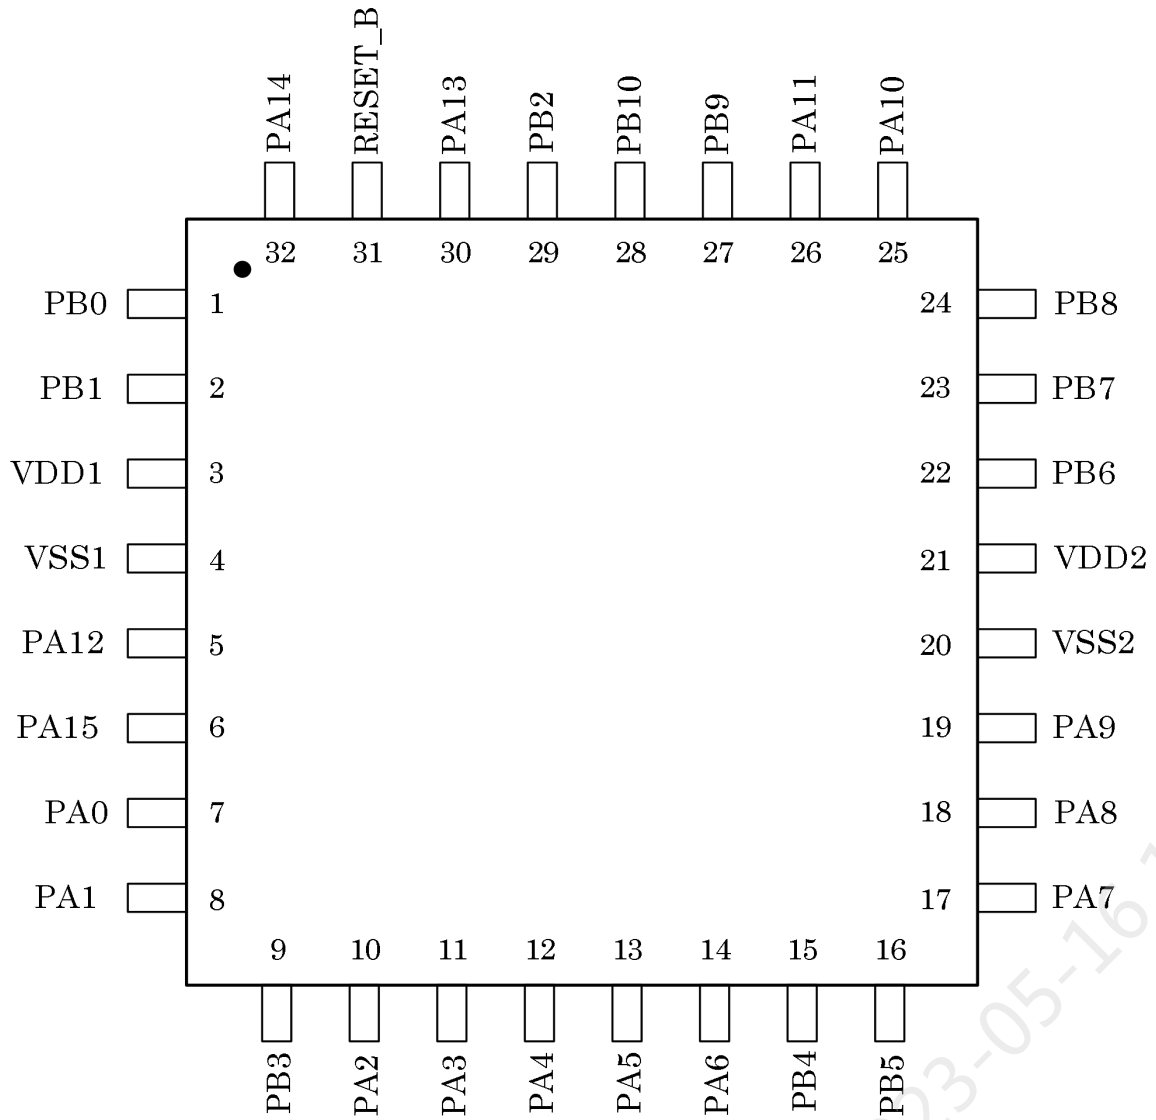 PA14 RESET_B PA13 PB2 PB10 PB9 PA11 PA10
32 31 30 29 28 27 26 25
PB0 1 24 PB8
PB1 2 23 PB7
VDD1 3 22 PB6
VSS1 4 21 VDD2
PA12 5 20 VSS2
PA15 6 19 PA9
PA0 7 18 PA8
PA1 8 17 PA7
9 10 11 12 13 14 15 16
PB3 PA2 PA3 PA4 PA5 PA6 PB4 PB5
23-05-16